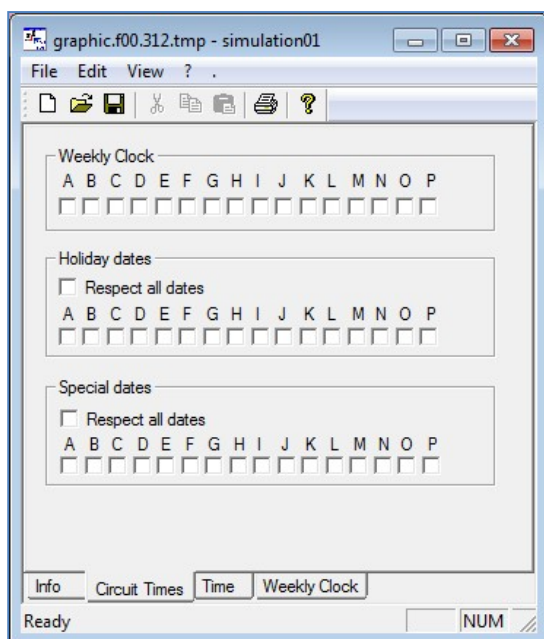 graphic.f00.312.tmp - simulation01
File Edit View ? .
Weekly Clock
A B C D E F G H I J K L M N O P
Holiday dates
Respect all dates
A B C D E F G H I J K L M N O P
Special dates
Respect all dates
A B C D E F G H I J K L M N O P
Info Circuit Times Time Weekly Clock
Ready NUM